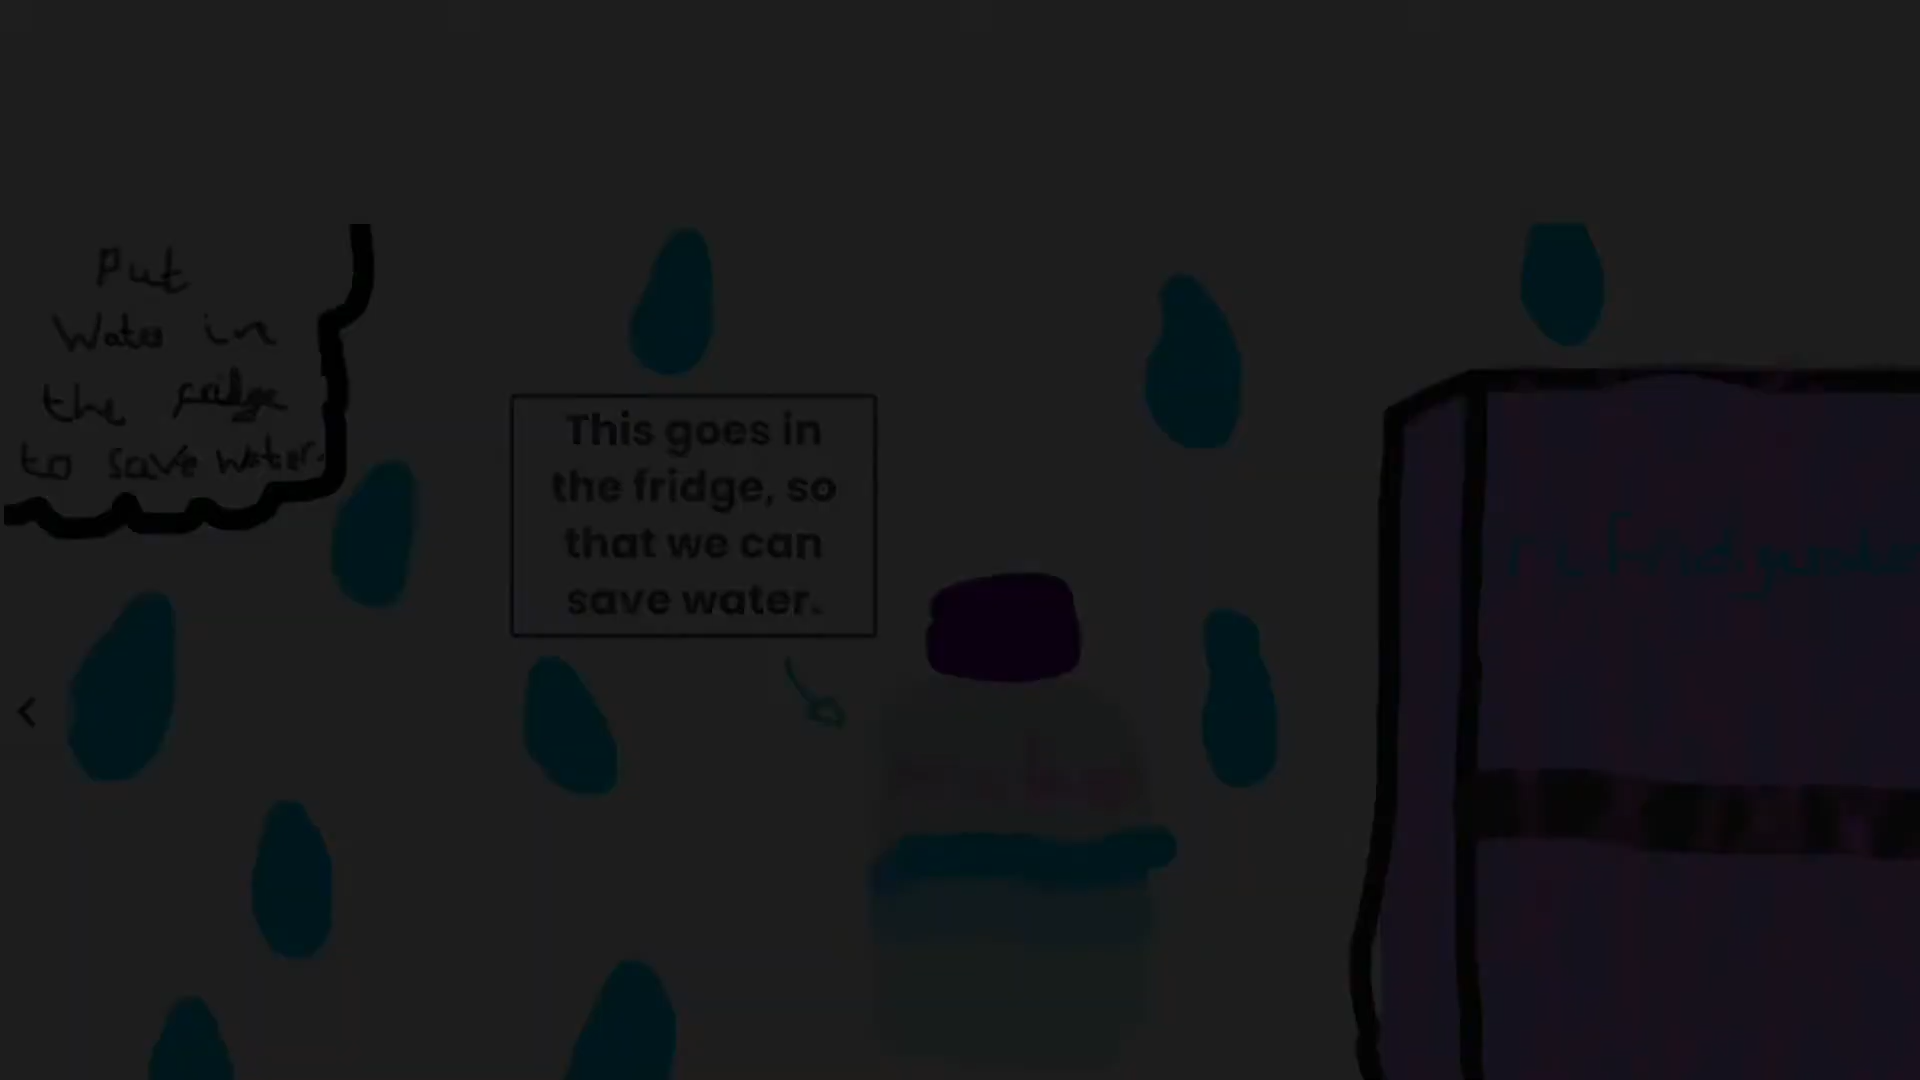 Put
Water in
the fridge
to save water.
This goes in
the fridge, so
that we can
save water.